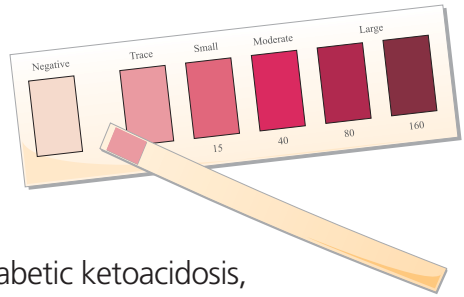 Negative Trace Small Moderate Large
15 40 80 160
abetic ketoacidosis,